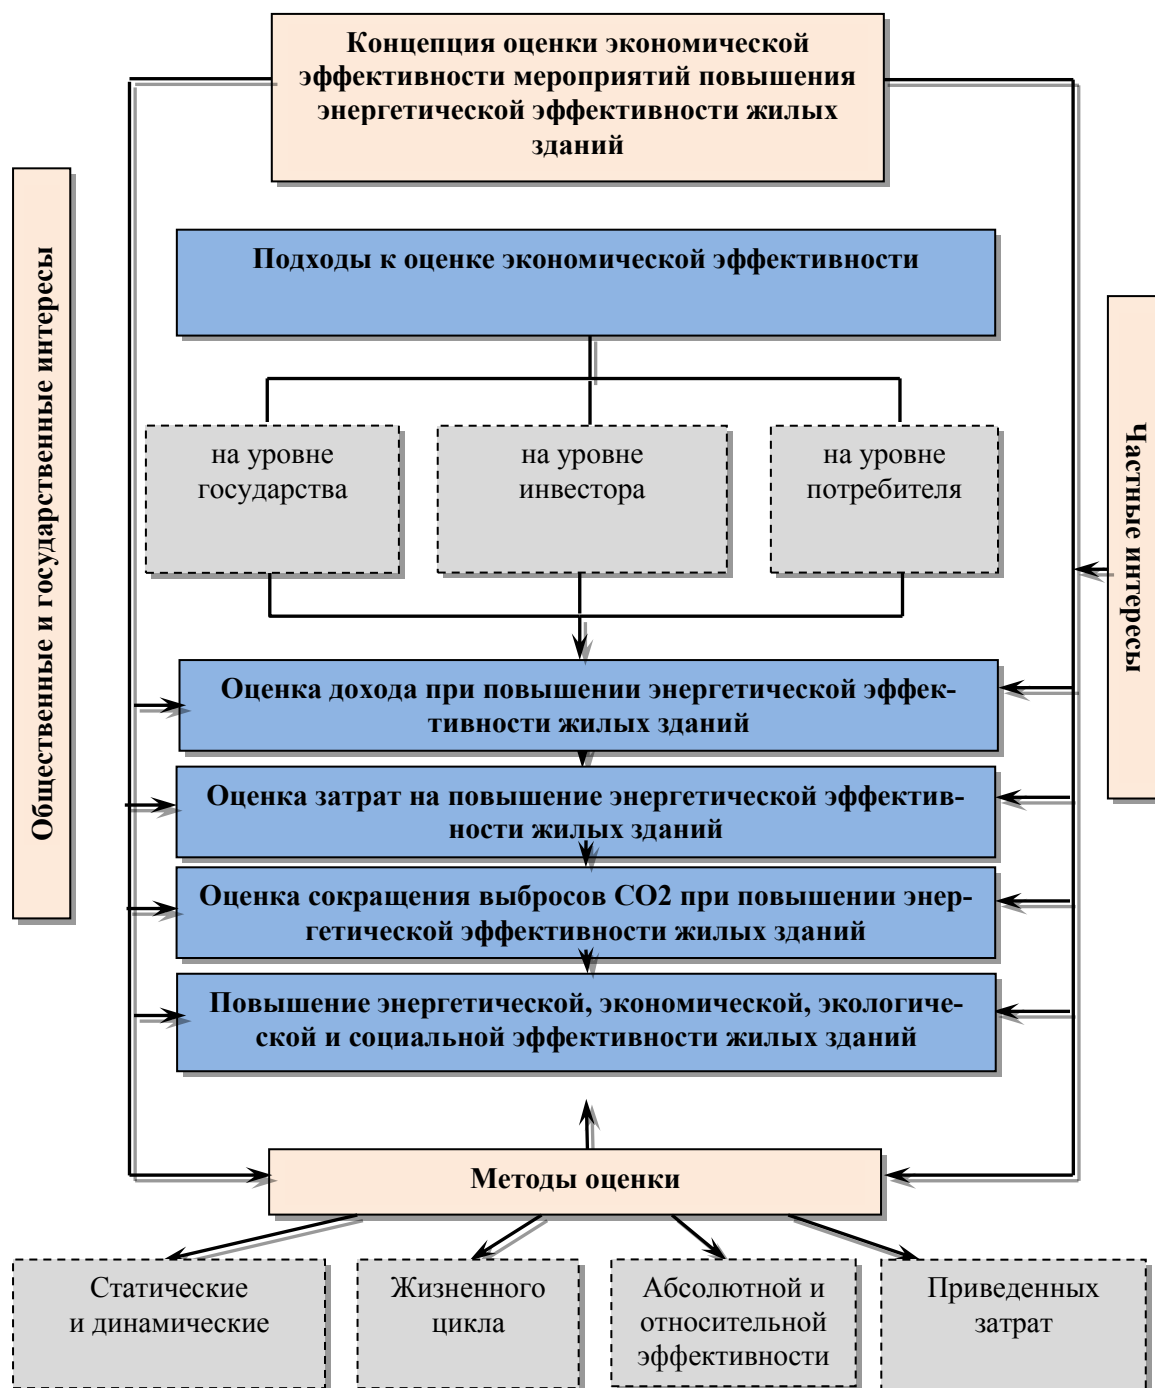 Концепция оценки экономической
эффективности мероприятий повышения
энергетической эффективности жилых
зданий
Общественные и государственные интересы
Подходы к оценке экономической эффективности
Частные интересы
на уровне
государства
на уровне
инвестора
на уровне
потребителя
Оценка дохода при повышении энергетической эффек-
тивности жилых зданий
Оценка затрат на повышение энергетической эффектив-
ности жилых зданий
Оценка сокращения выбросов СО2 при повышении энер-
гетической эффективности жилых зданий
Повышение энергетической, экономической, экологиче-
ской и социальной эффективности жилых зданий
Методы оценки
Статические
и динамические
Жизненного
цикла
Абсолютной и
относительной
эффективности
Приведенных
затрат